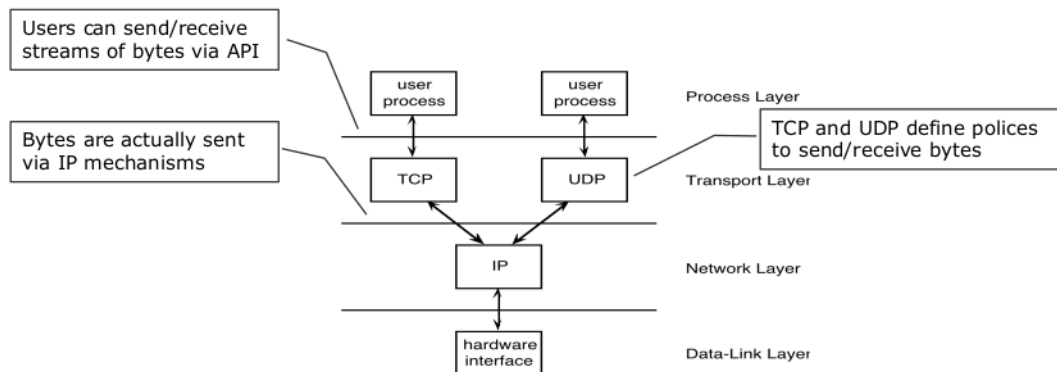 Users can send/receive
streams of bytes via API
user
process
user
process
Process Layer
Bytes are actually sent
via IP mechanisms
TCP and UDP define polices
to send/receive bytes
TCP
UDP
Transport Layer
IP
Network Layer
hardware
interface
Data-Link Layer